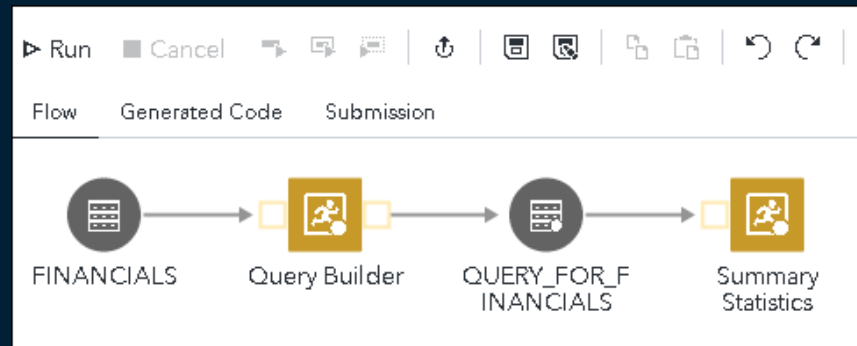 Run Cancel
Flow Generated Code Submission
FINANCIALS Query Builder QUERY_FOR_F Summary
INANCIALS Statistics